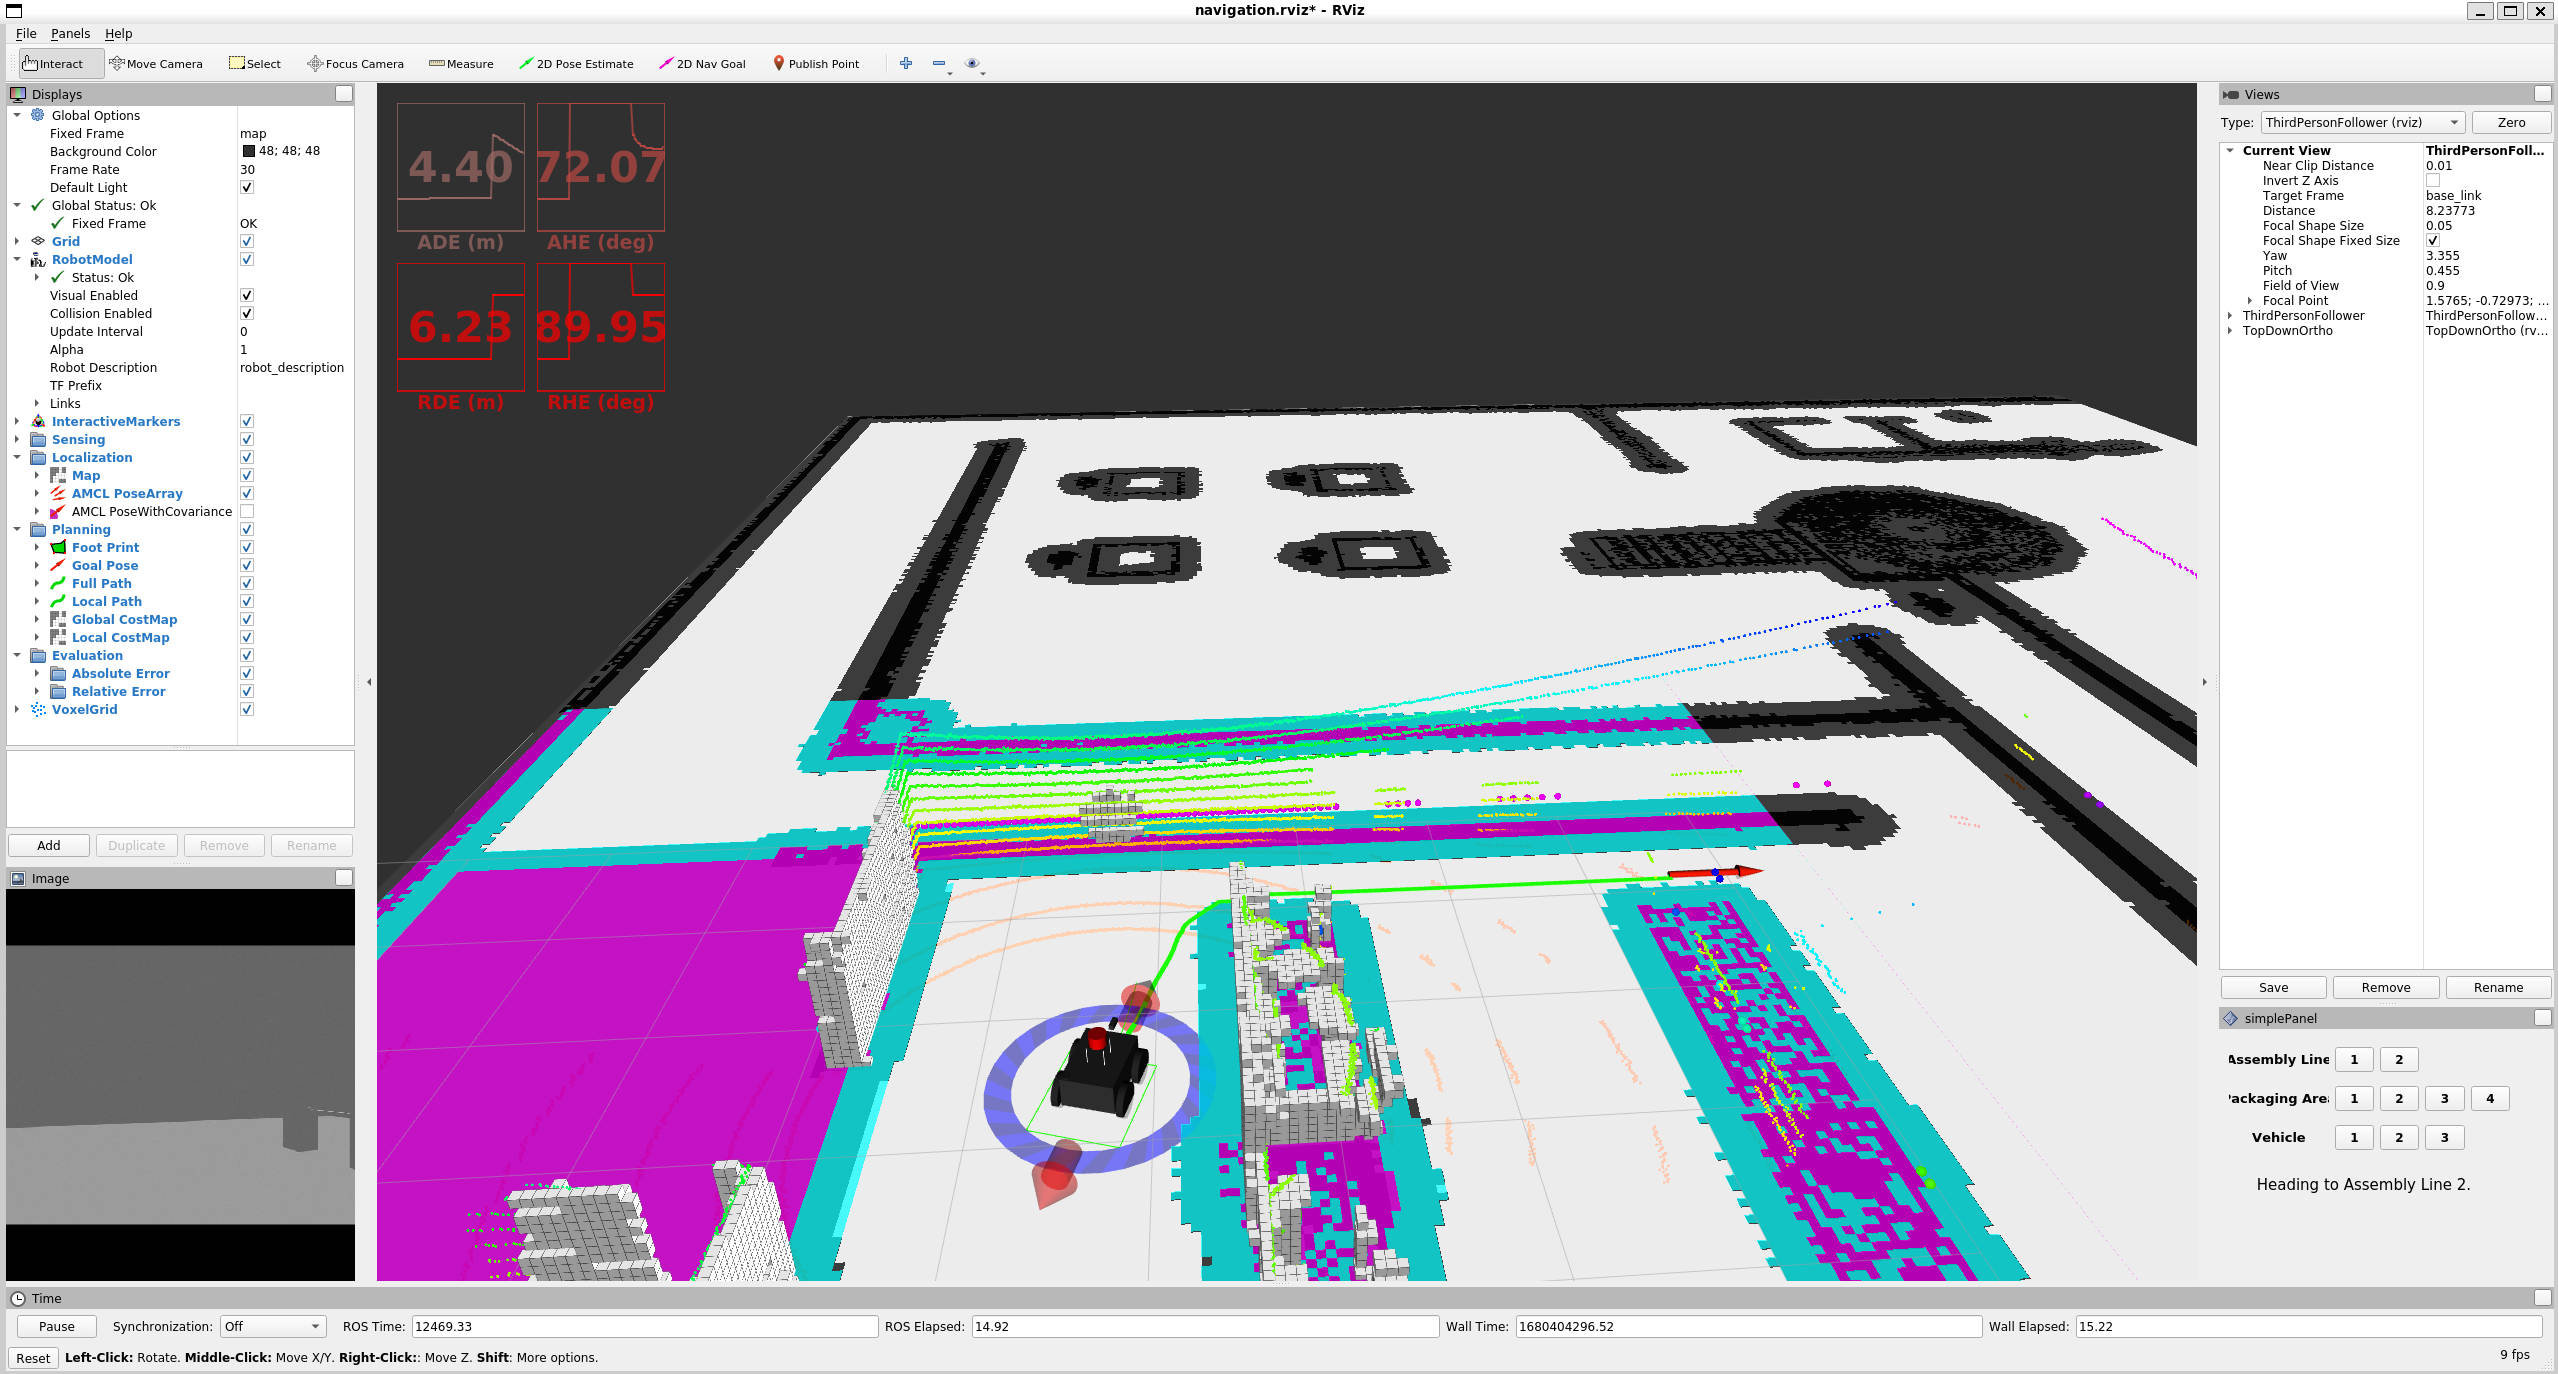 navigation.rviz* - RViz
File Panels Help
Interact Move Camera Select Focus Camera Measure 2D Pose Estimate 2D Nav Goal Publish Point
Displays
Global Options
Fixed Frame map
Background Color 48; 48; 48
Frame Rate 30
Default Light
Global Status: Ok
Fixed Frame OK
Grid
RobotModel
Status: Ok
Visual Enabled
Collision Enabled
Update Interval 0
Alpha 1
Robot Description robot_description
TF Prefix
Links
InteractiveMarkers
Sensing
Localization
Map
AMCL PoseArray
AMCL PoseWithCovariance
Planning
Foot Print
Goal Pose
Full Path
Local Path
Global CostMap
Local CostMap
Evaluation
Absolute Error
Relative Error
VoxelGrid
Add Duplicate Remove Rename
Image
4.40 72.07
ADE (m) AHE (deg)
6.23 89.95
RDE (m) RHE (deg)
Views
Type: ThirdPersonFollower (rviz) Zero
Current View ThirdPersonFoll...
Near Clip Distance 0.01
Invert Z Axis
Target Frame base_link
Distance 8.23773
Focal Shape Size 0.05
Focal Shape Fixed Size
Yaw 3.355
Pitch 0.455
Field of View 0.9
Focal Point 1.5765; -0.72973; ...
ThirdPersonFollower ThirdPersonFollow...
TopDownOrtho TopDownOrtho (rv...
Save Remove Rename
simplePanel
Assembly Line 1 2
Packaging Area 1 2 3 4
Vehicle 1 2 3
Heading to Assembly Line 2.
Time
Pause Synchronization: Off ROS Time: 12469.33 ROS Elapsed: 14.92 Wall Time: 1680404296.52 Wall Elapsed: 15.22
Reset Left-Click: Rotate. Middle-Click: Move X/Y. Right-Click:: Move Z. Shift: More options. 9 fps